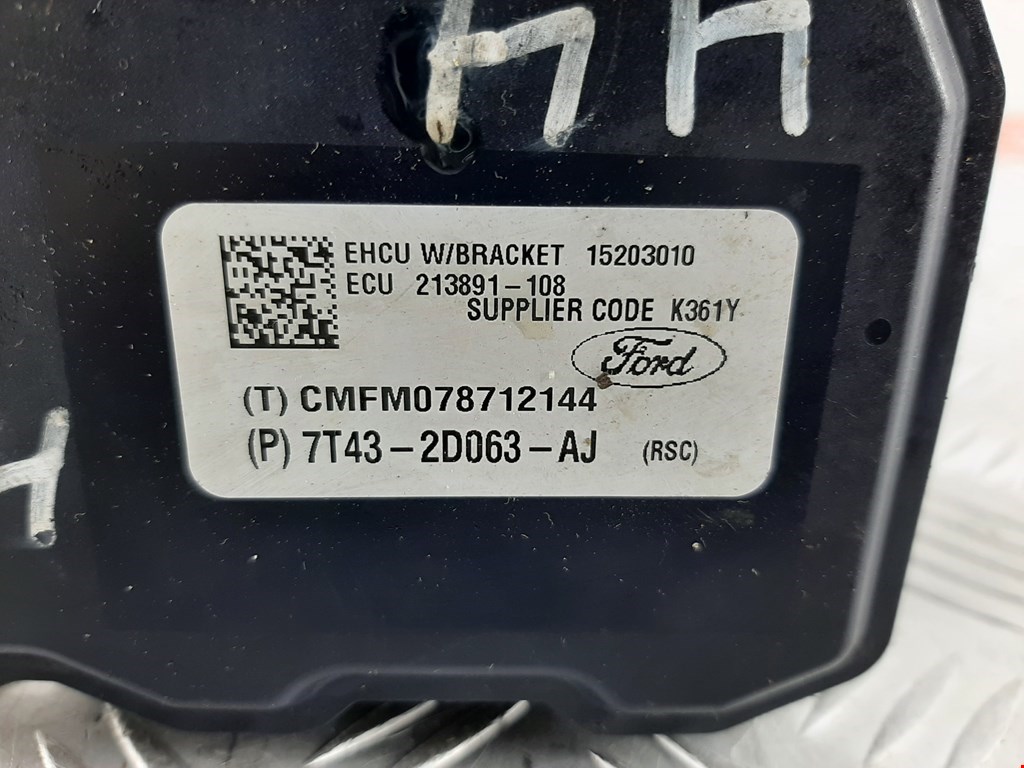 EHCU W/BRACKET 15203010
ECU 213891-108
SUPPLIER CODE K361Y
Ford
(T) CMFM078712144
(P) 7T43-2D063-AJ (RSC)